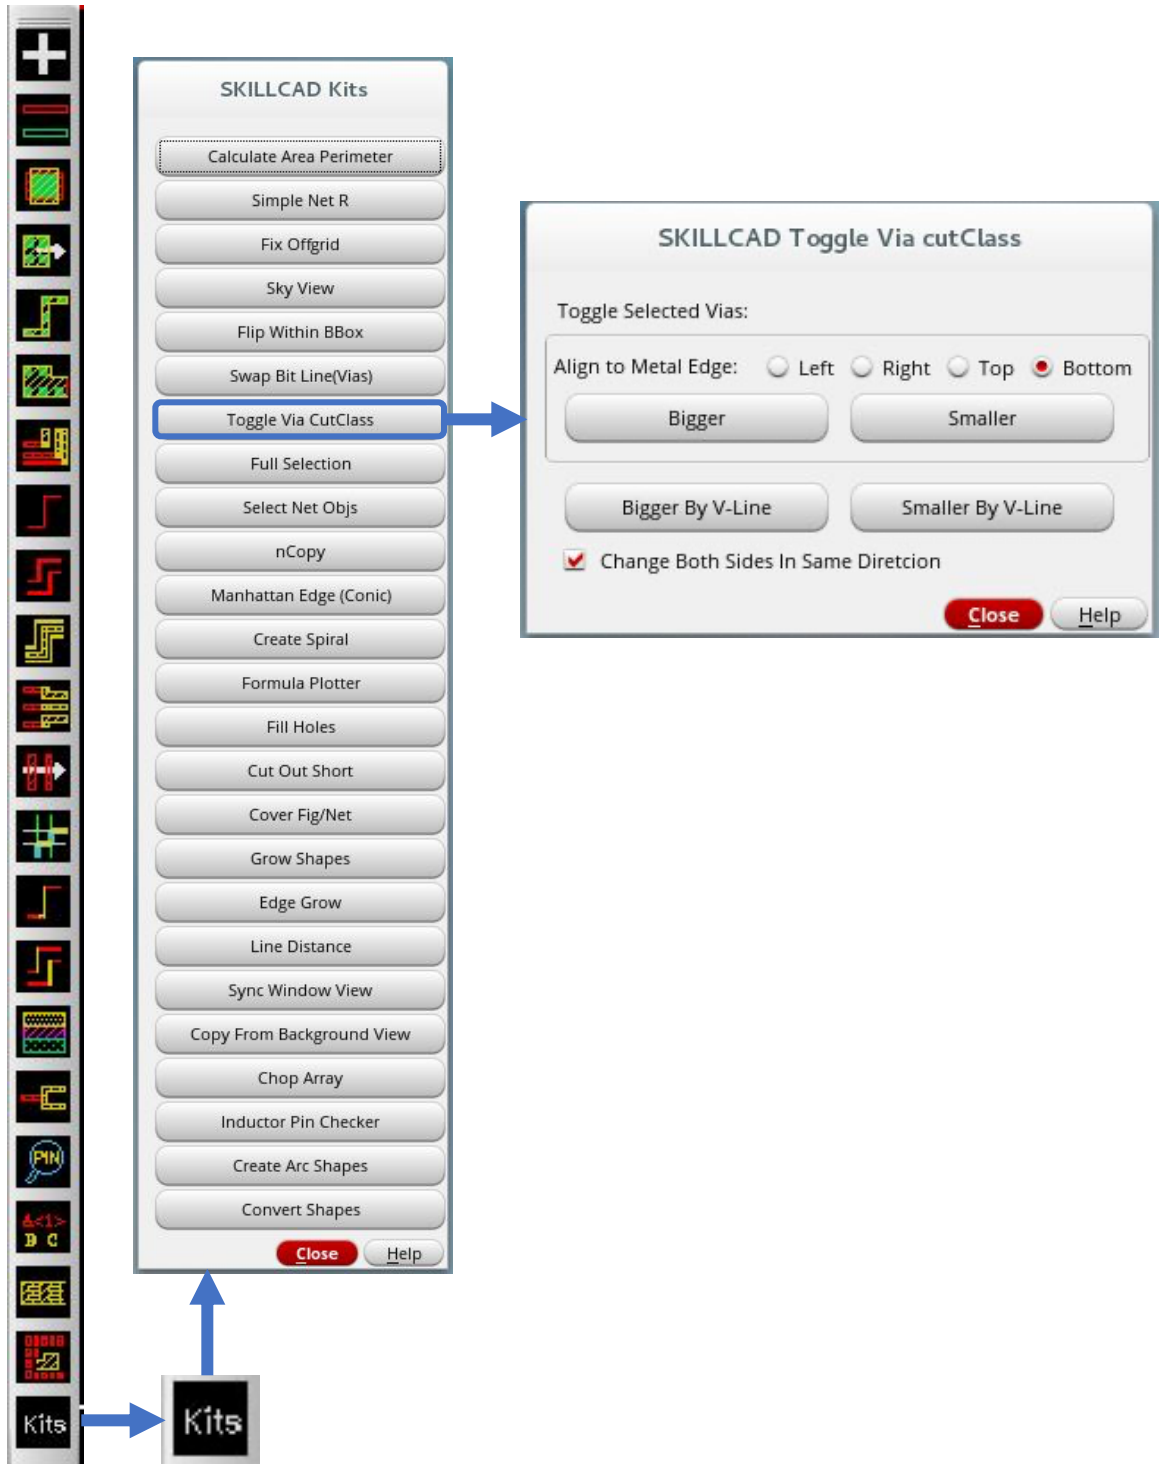 SKILLCAD Kits
Calculate Area Perimeter
Simple Net R
Fix Offgrid
Sky View
Flip Within BBox
Swap Bit Line(Vias)
Toggle Via CutClass
Full Selection
Select Net Objs
nCopy
Manhattan Edge (Conic)
Create Spiral
Formula Plotter
Fill Holes
Cut Out Short
Cover Fig/Net
Grow Shapes
Edge Grow
Line Distance
Sync Window View
Copy From Background View
Chop Array
Inductor Pin Checker
Create Arc Shapes
Convert Shapes
Close Help
SKILLCAD Toggle Via cutClass
Toggle Selected Vias:
Align to Metal Edge: Left Right Top Bottom
Bigger Smaller
Bigger By V-Line Smaller By V-Line
Change Both Sides In Same Diretcion
Close Help
PIN
&<1>
B C
Kits
Kits